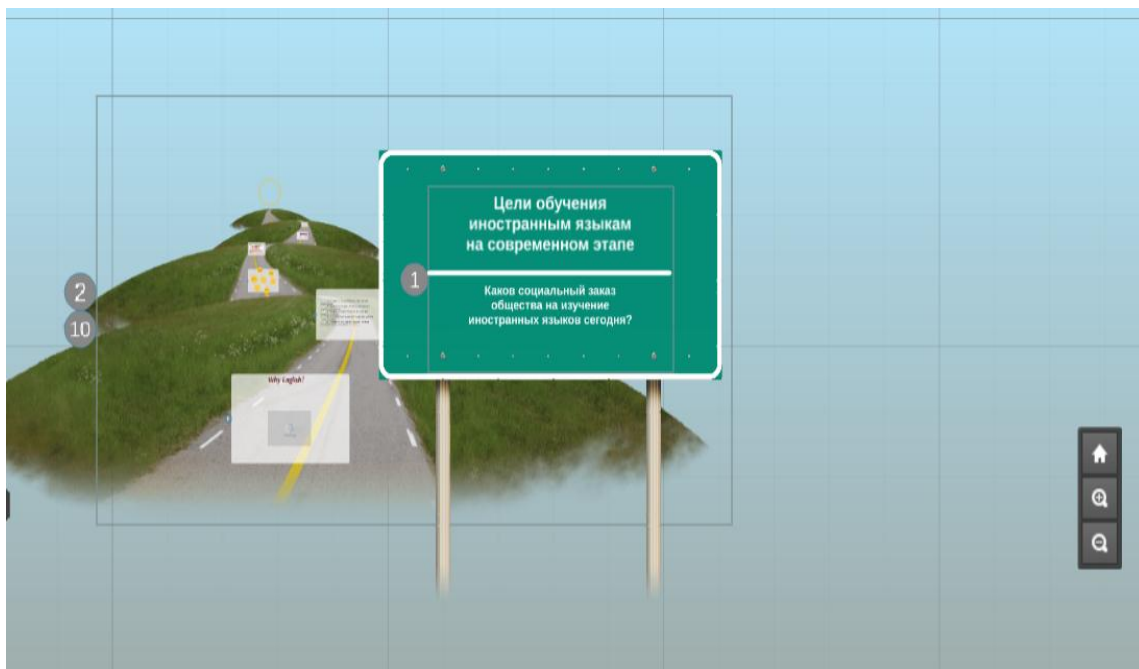 Цели обучения
иностранным языкам
на современном этапе
1
Каков социальный заказ
общества на изучение
иностранных языков сегодня?
2
10
Why English?